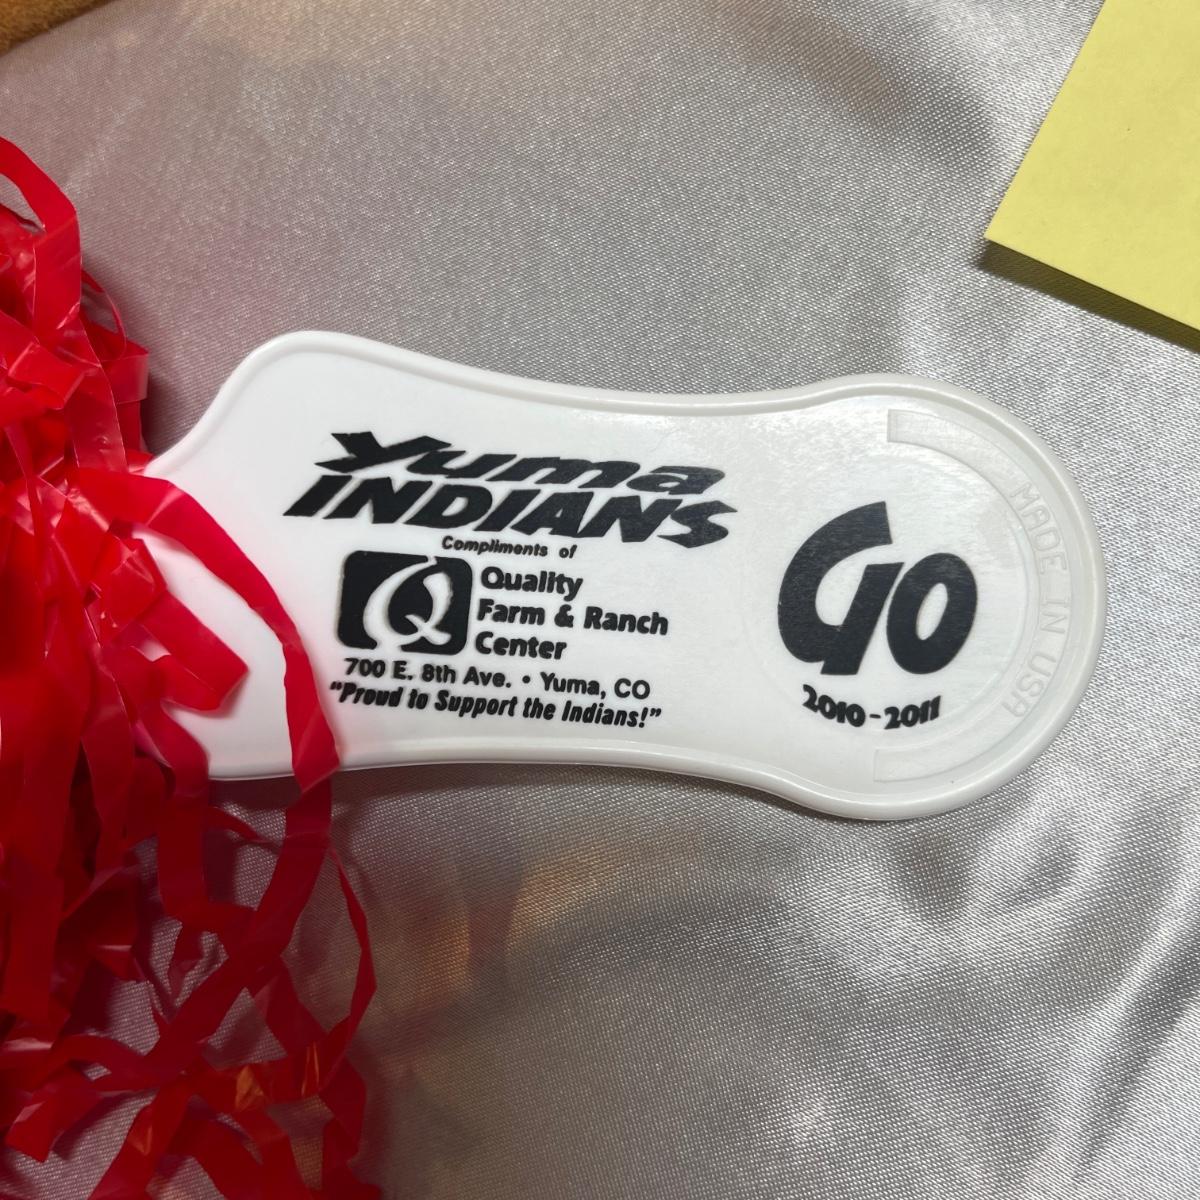 Yuma
INDIANS
Compliments of
Q
Quality
Farm & Ranch
Center
700 E. 8th Ave. • Yuma, CO
"Proud to Support the Indians!"
GO
2010-2011
MADE IN USA